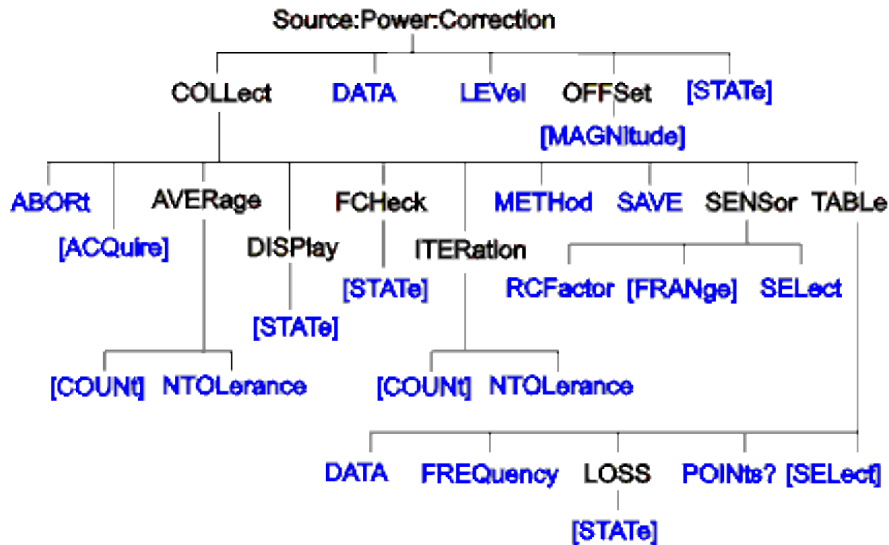 Source:Power:Correction
COLLect DATA LEVel OFFSet [STATe]
[MAGNitude]
ABORt AVERage FCHeck METHod SAVE SENSor TABLe
[ACQuire] DISPlay ITERation
[STATe] RCFactor [FRANge] SELect
[STATe]
[COUNt] NTOLerance [COUNt] NTOLerance
DATA FREQuency LOSS POINts? [SELect]
[STATe]